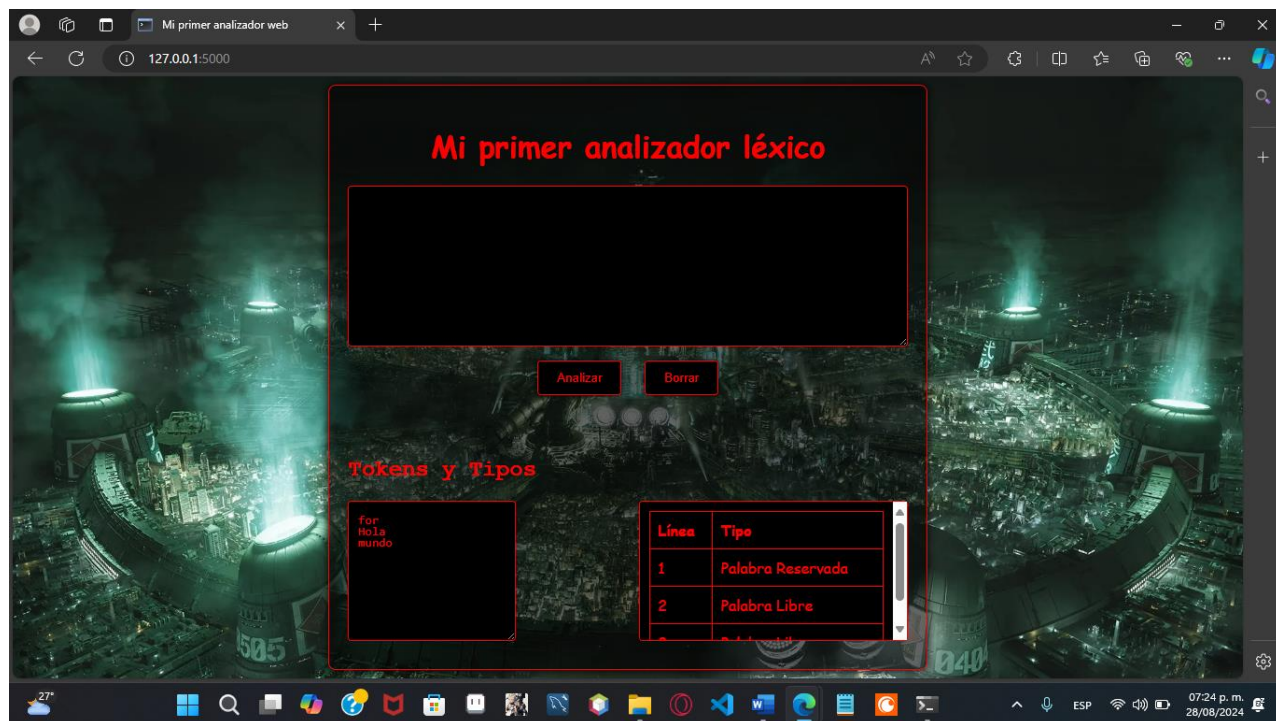 Mi primer analizador web
127.0.0.1:5000
Mi primer analizador léxico
Analizar
Borrar
Tokens y Tipos
for
Hola
mundo
Línea Tipo
1 Palabra Reservada
2 Palabra Libre
0505
27°
ESP
07:24 p. m.
28/08/2024